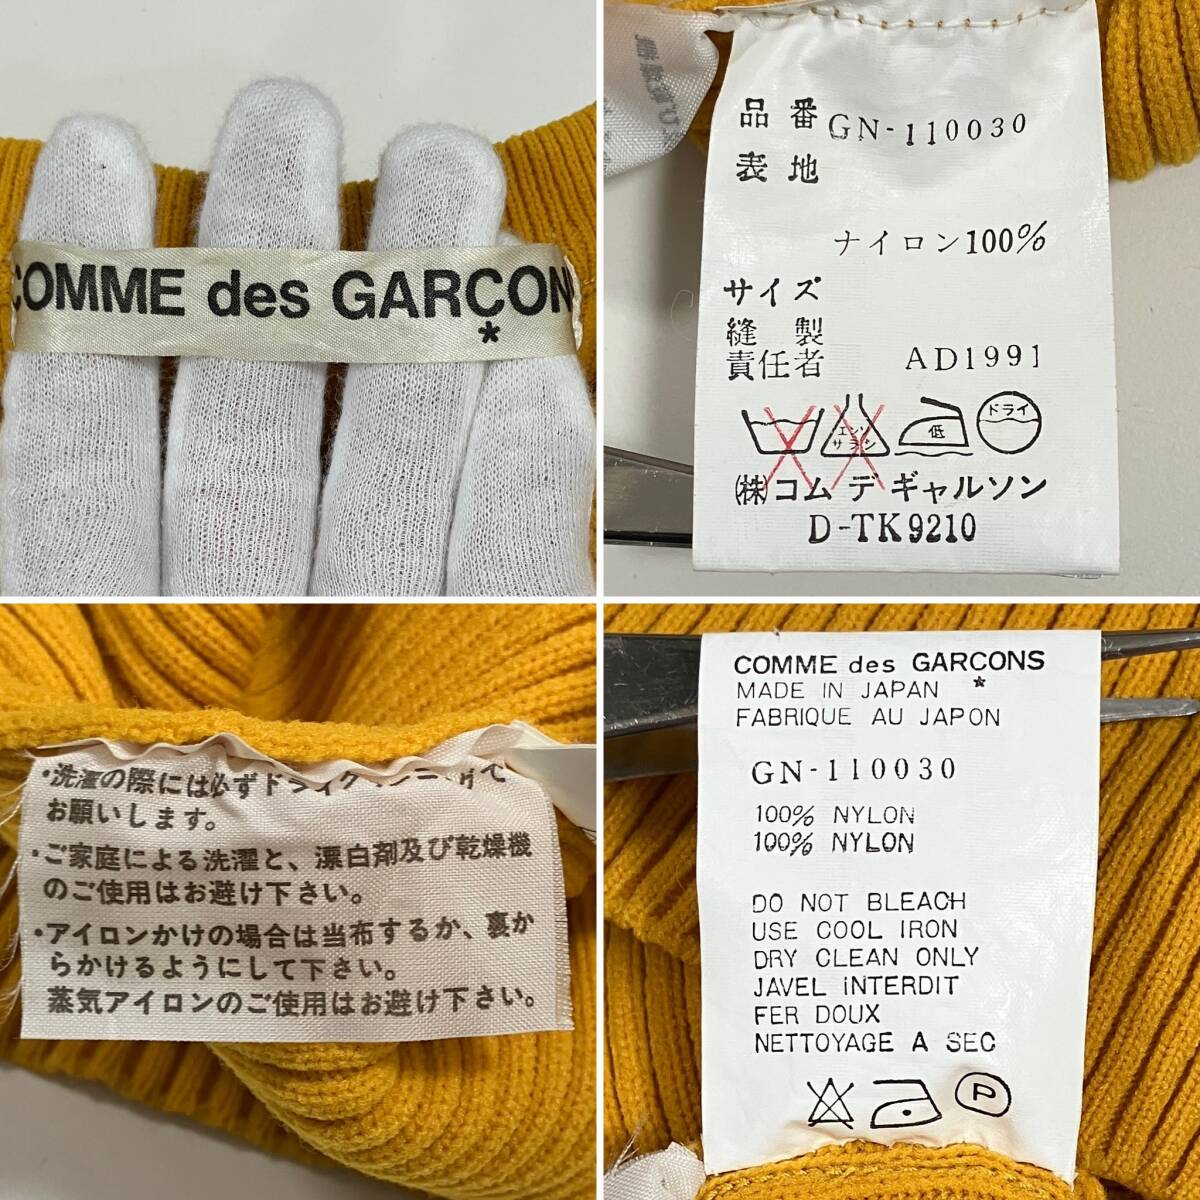 COMME des GARÇON
*
品番 GN-110030
表地
ナイロン100%
サイズ
縫製
責任者 AD1991
エンソ
サラシ
低
ドライ
(株)コム デ ギャルソン
D-TK9210
・洗濯の際には必ずドライクリーニングで
お願いします。
・ご家庭による洗濯と、漂白剤及び乾燥機
のご使用はお避け下さい。
・アイロンかけの場合は当布するか、裏か
らかけるようにして下さい。
蒸気アイロンのご使用はお避け下さい。
COMME des GARCONS
*
MADE IN JAPAN
FABRIQUE AU JAPON
GN-110030
100% NYLON
100% NYLON
DO NOT BLEACH
USE COOL IRON
DRY CLEAN ONLY
JAVEL INTERDIT
FER DOUX
NETTOYAGE A SEC
P